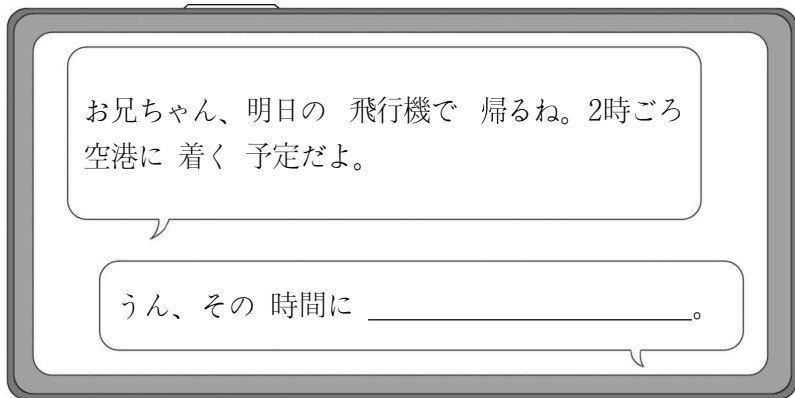 お兄ちゃん、明日の 飛行機で 帰るね。2時ごろ
空港に 着く 予定だよ。
うん、その 時間に ____________________。